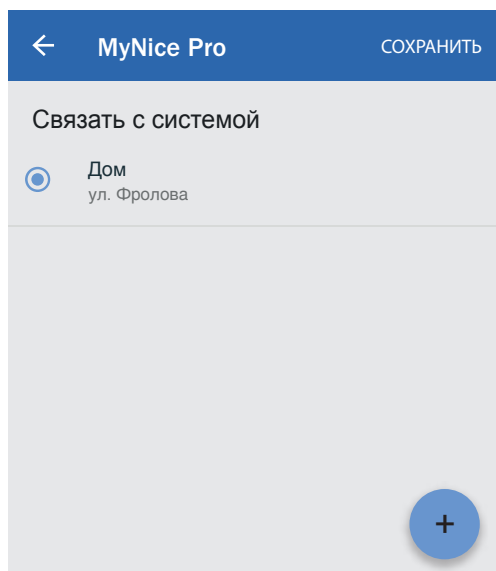 MyNice Pro
СОХРАНИТЬ
Связать с системой
Дом
ул. Фролова
+